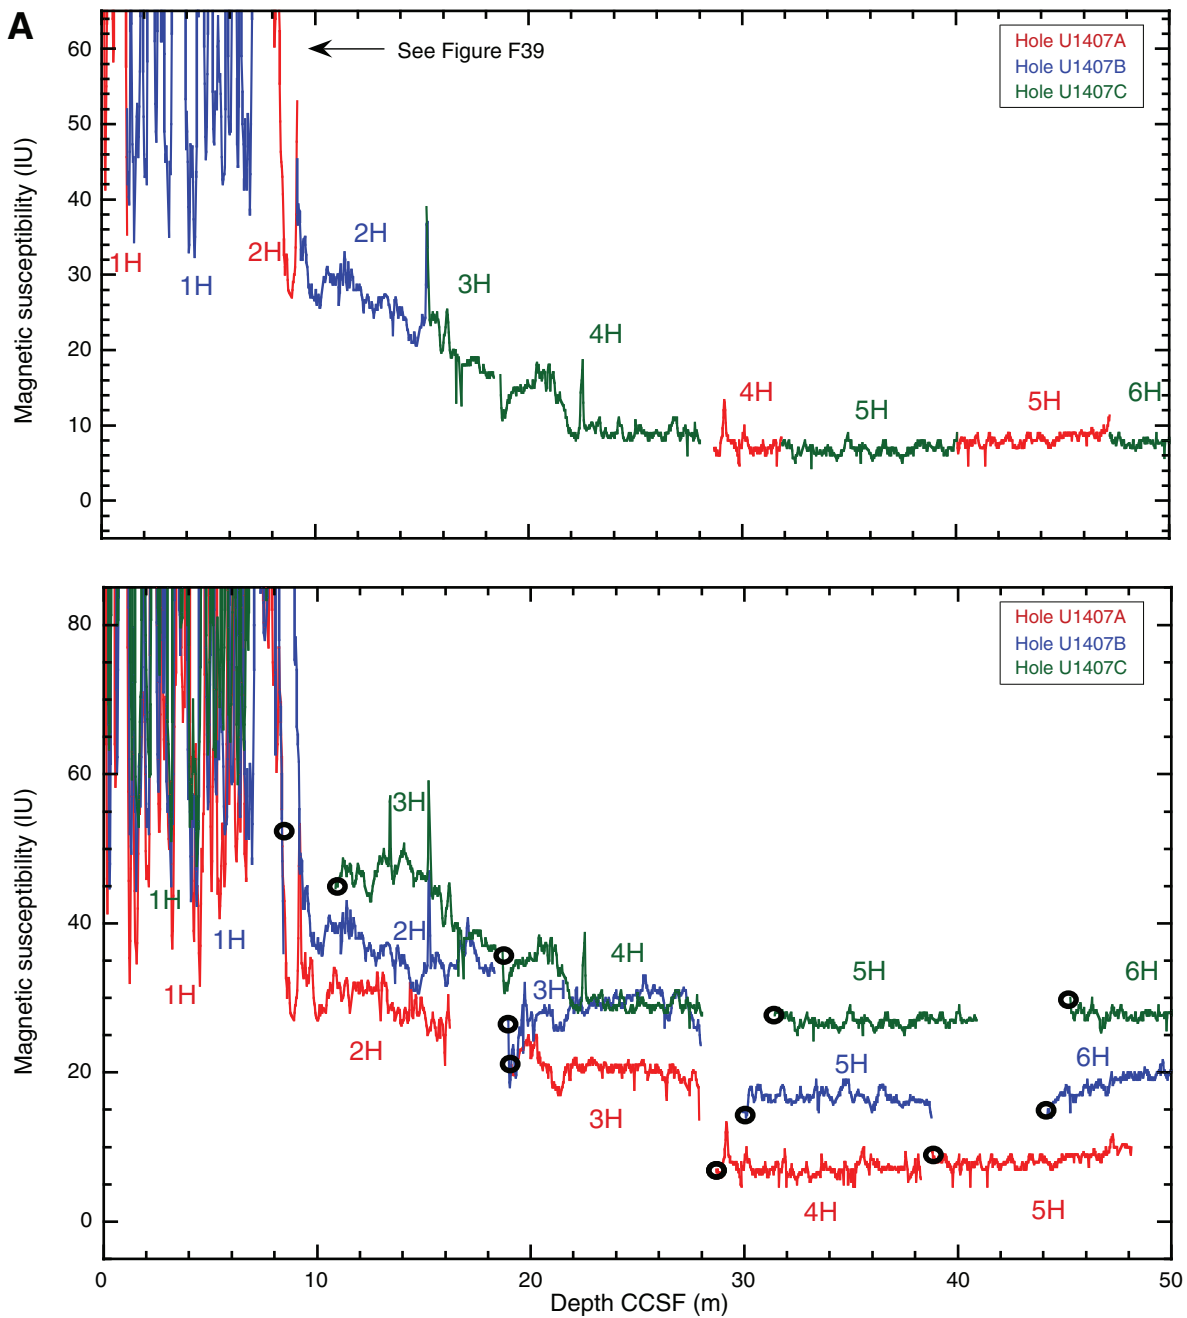 A
See Figure F39
Hole U1407A
Hole U1407B
Hole U1407C
Magnetic susceptibility (IU)
60
50
40
30
20
10
0
1H
1H
2H
2H
3H
4H
4H
5H
5H
6H
Hole U1407A
Hole U1407B
Hole U1407C
Magnetic susceptibility (IU)
80
60
40
20
0
3H
1H
1H
1H
2H
2H
3H
4H
3H
5H
6H
5H
6H
4H
5H
0
10
20
30
40
50
Depth CCSF (m)